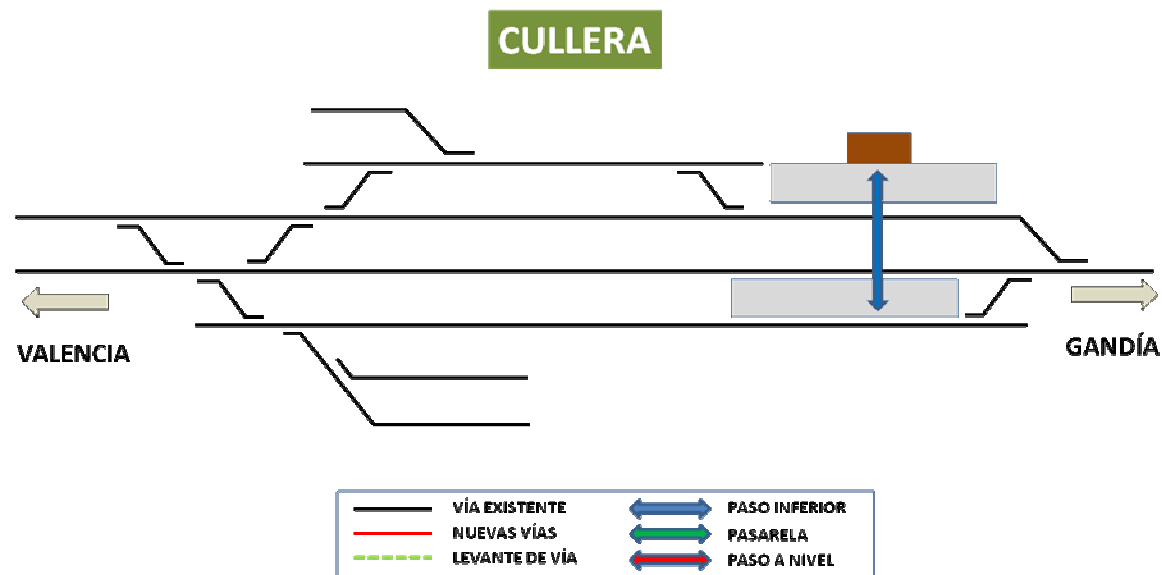 CULLERA
VALENCIA
GANDÍA
VÍA EXISTENTE
NUEVAS VÍAS
LEVANTE DE VÍA
PASO INFERIOR
PASARELA
PASO A NIVEL